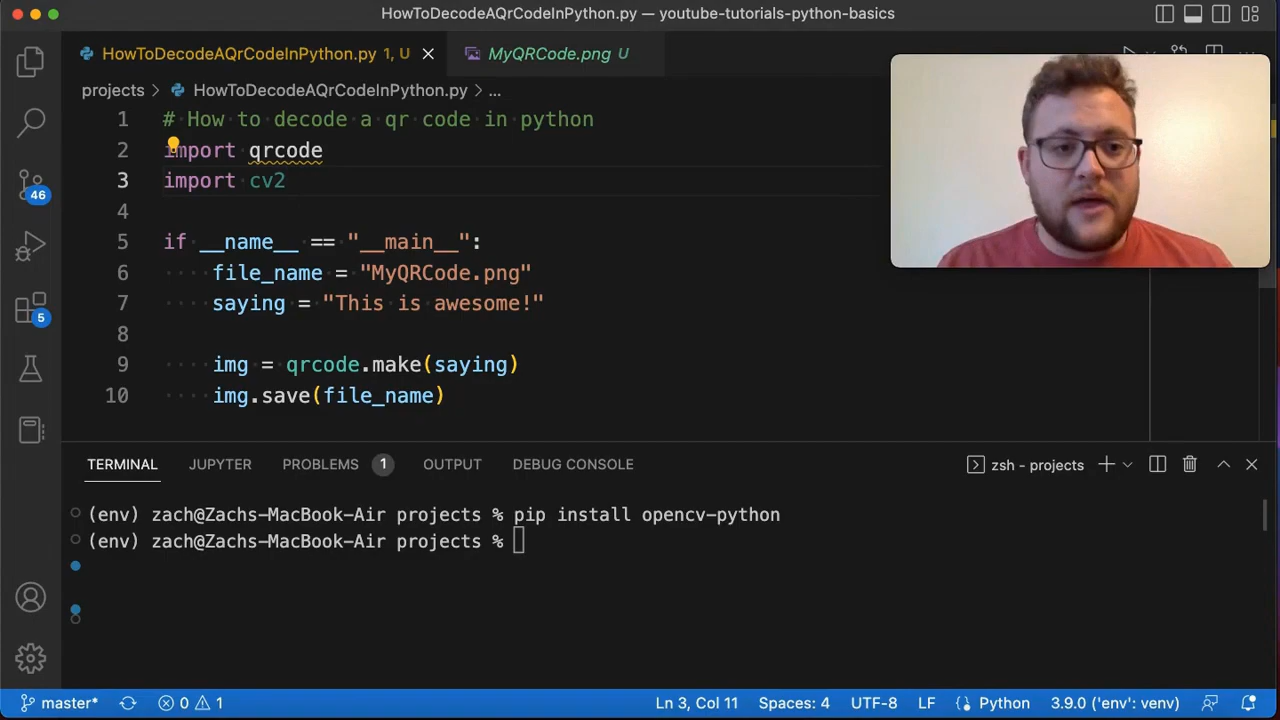 HowToDecodeAQrCodeInPython.py — youtube-tutorials-python-basics
HowToDecodeAQrCodeInPython.py 1, U
MyQRCode.png U
projects > HowToDecodeAQrCodeInPython.py > ...
1 # How to decode a qr code in python
2 import qrcode
3 import cv2
4
5 if __name__ == "__main__":
6 file_name = "MyQRCode.png"
7 saying = "This is awesome!"
8
9 img = qrcode.make(saying)
10 img.save(file_name)
46
5
TERMINAL JUPYTER PROBLEMS 1 OUTPUT DEBUG CONSOLE zsh - projects
(env) zach@Zachs-MacBook-Air projects % pip install opencv-python
(env) zach@Zachs-MacBook-Air projects %
master* 0 1 Ln 3, Col 11 Spaces: 4 UTF-8 LF Python 3.9.0 ('env': venv)